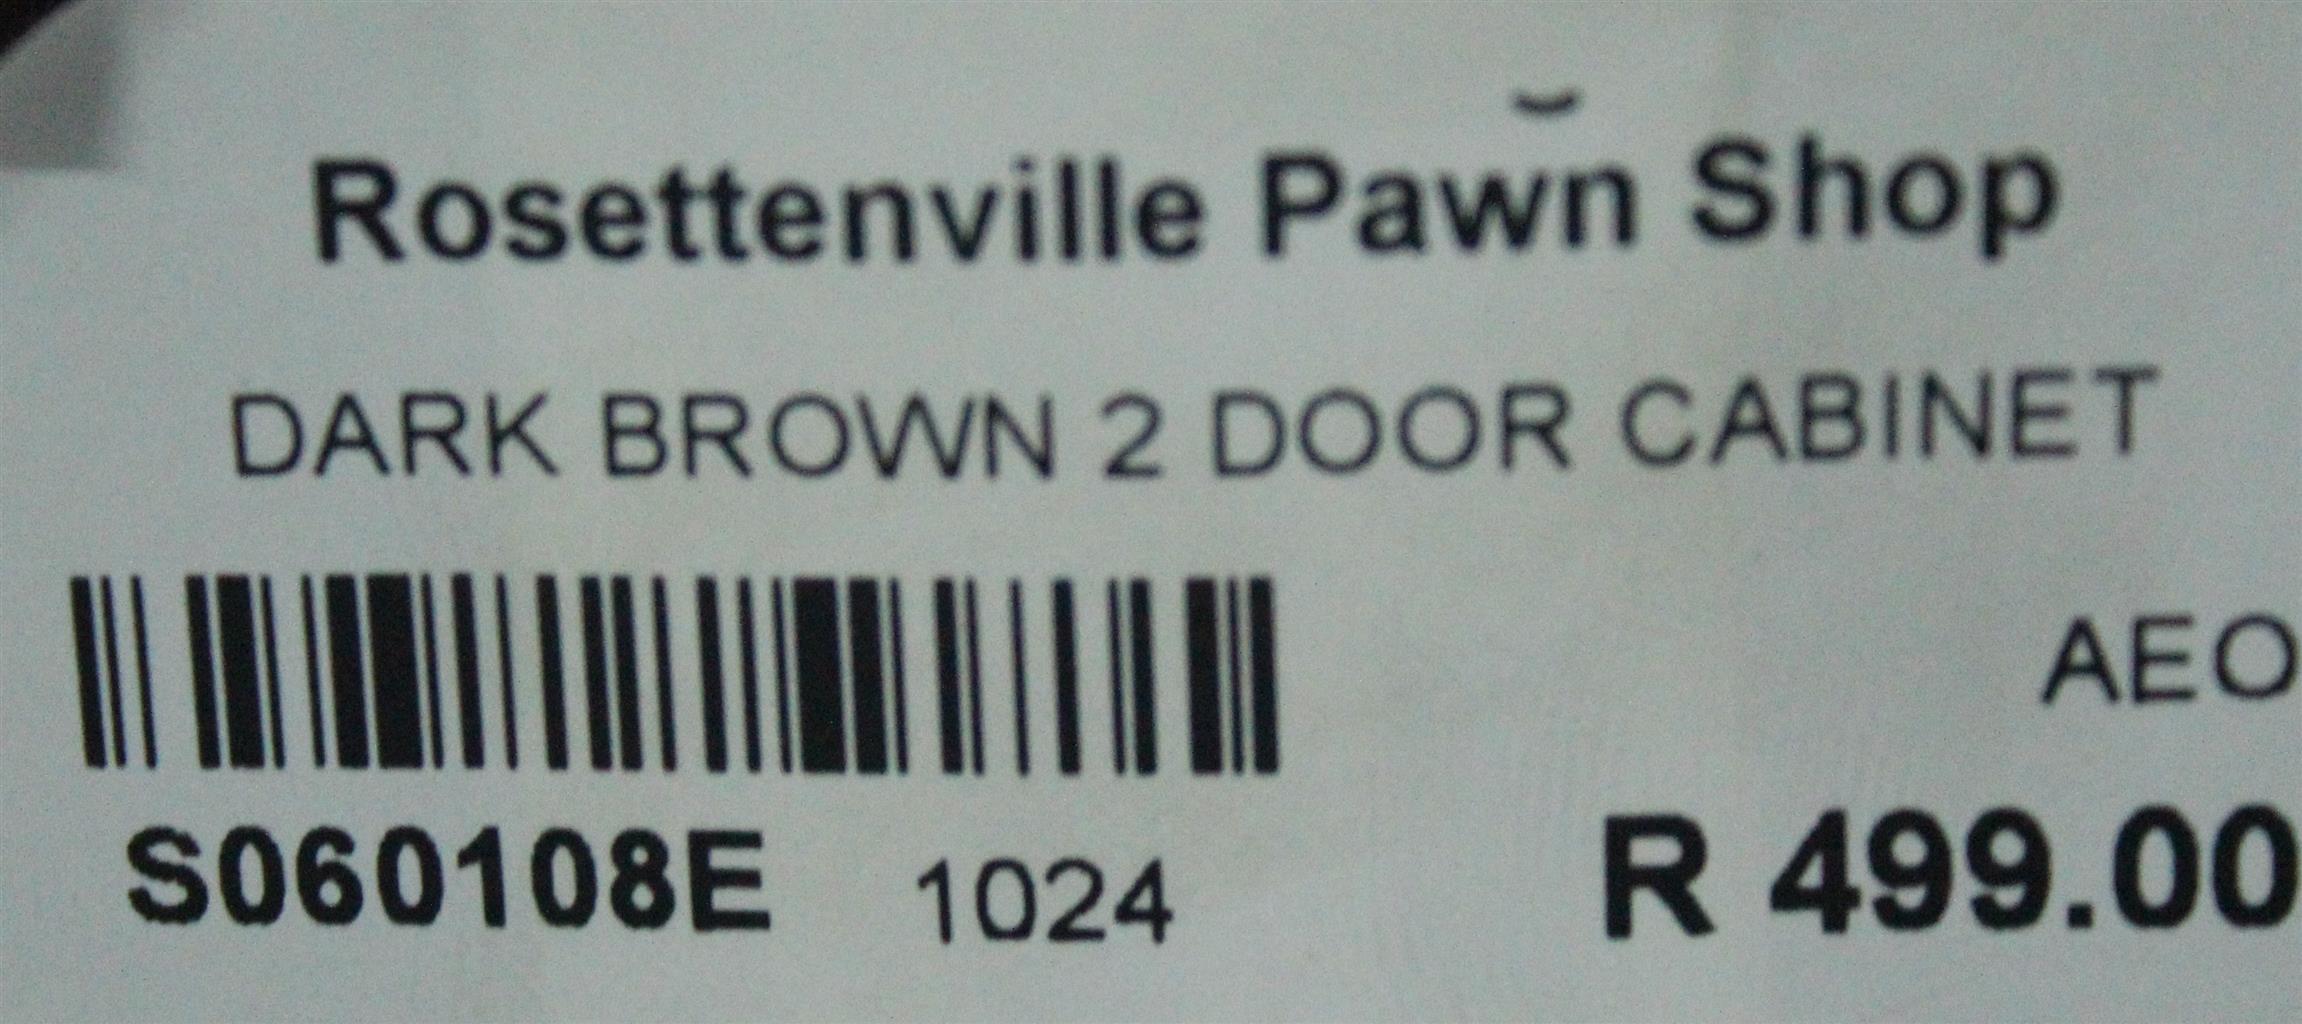 Rosettenville Pawn Shop
DARK BROWN 2 DOOR CABINET
AEO
S060108E 1024 R 499.00